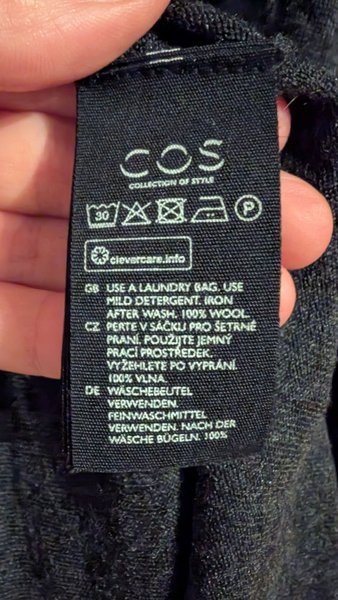 COS
COLLECTION OF STYLE
30
P
clevercare.info
GB USE A LAUNDRY BAG. USE
MILD DETERGENT. IRON
AFTER WASH. 100% WOOL.
CZ PERTE V SÁČKU PRO ŠETRNÉ
PRANÍ. POUŽIJTE JEMNÝ
PRACÍ PROSTŘEDEK.
VYŽEHLETE PO VYPRÁNÍ.
100% VLNA.
DE WÄSCHEBEUTEL
VERWENDEN.
FEINWASCHMITTEL
VERWENDEN. NACH DER
WÄSCHE BÜGELN. 100%